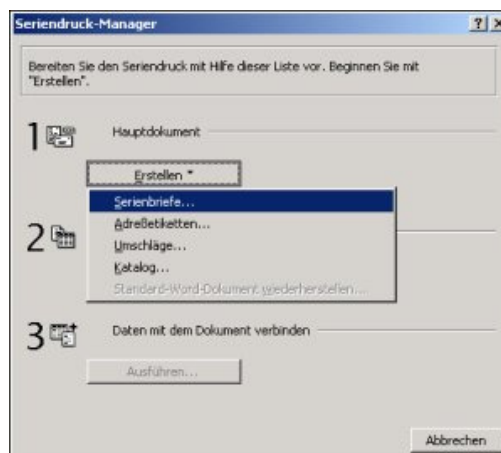 Seriendruck-Manager
Bereiten Sie den Seriendruck mit Hilfe dieser Liste vor. Beginnen Sie mit
"Erstellen".
1 Hauptdokument
Erstellen
Serienbriefe...
2 Adreßetiketten...
Umschläge...
Katalog...
Standard-Word-Dokument wiederherstellen...
3 Daten mit dem Dokument verbinden
Ausführen...
Abbrechen